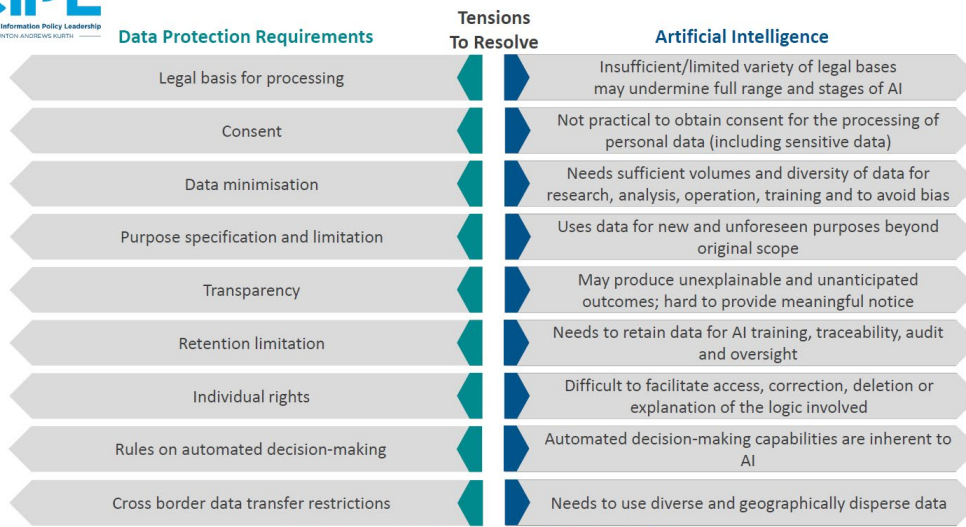 Information Policy Leadership
NTON ANDREWS KURTH
Data Protection Requirements
Tensions
To Resolve
Artificial Intelligence
Legal basis for processing
Insufficient/limited variety of legal bases
may undermine full range and stages of AI
Consent
Not practical to obtain consent for the processing of
personal data (including sensitive data)
Data minimisation
Needs sufficient volumes and diversity of data for
research, analysis, operation, training and to avoid bias
Purpose specification and limitation
Uses data for new and unforeseen purposes beyond
original scope
Transparency
May produce unexplainable and unanticipated
outcomes; hard to provide meaningful notice
Retention limitation
Needs to retain data for AI training, traceability, audit
and oversight
Individual rights
Difficult to facilitate access, correction, deletion or
explanation of the logic involved
Rules on automated decision-making
Automated decision-making capabilities are inherent to
AI
Cross border data transfer restrictions
Needs to use diverse and geographically disperse data